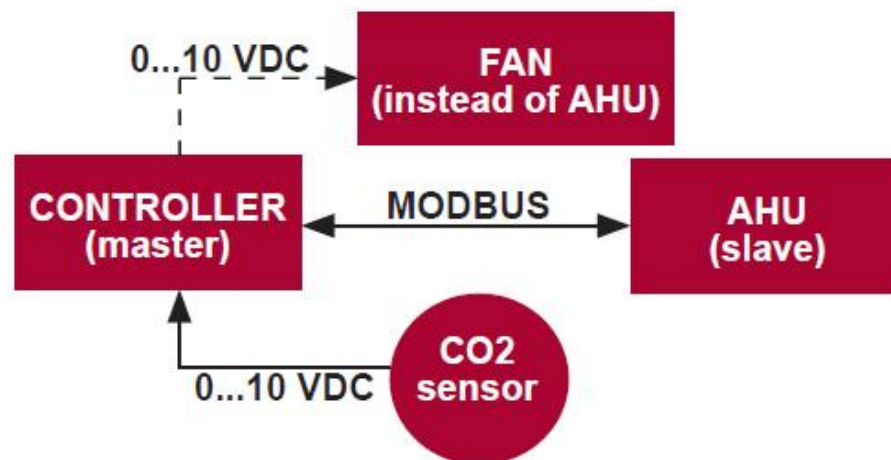 0...10 VDC
FAN
(instead of AHU)
CONTROLLER
(master)
MODBUS
AHU
(slave)
CO2
sensor
0...10 VDC